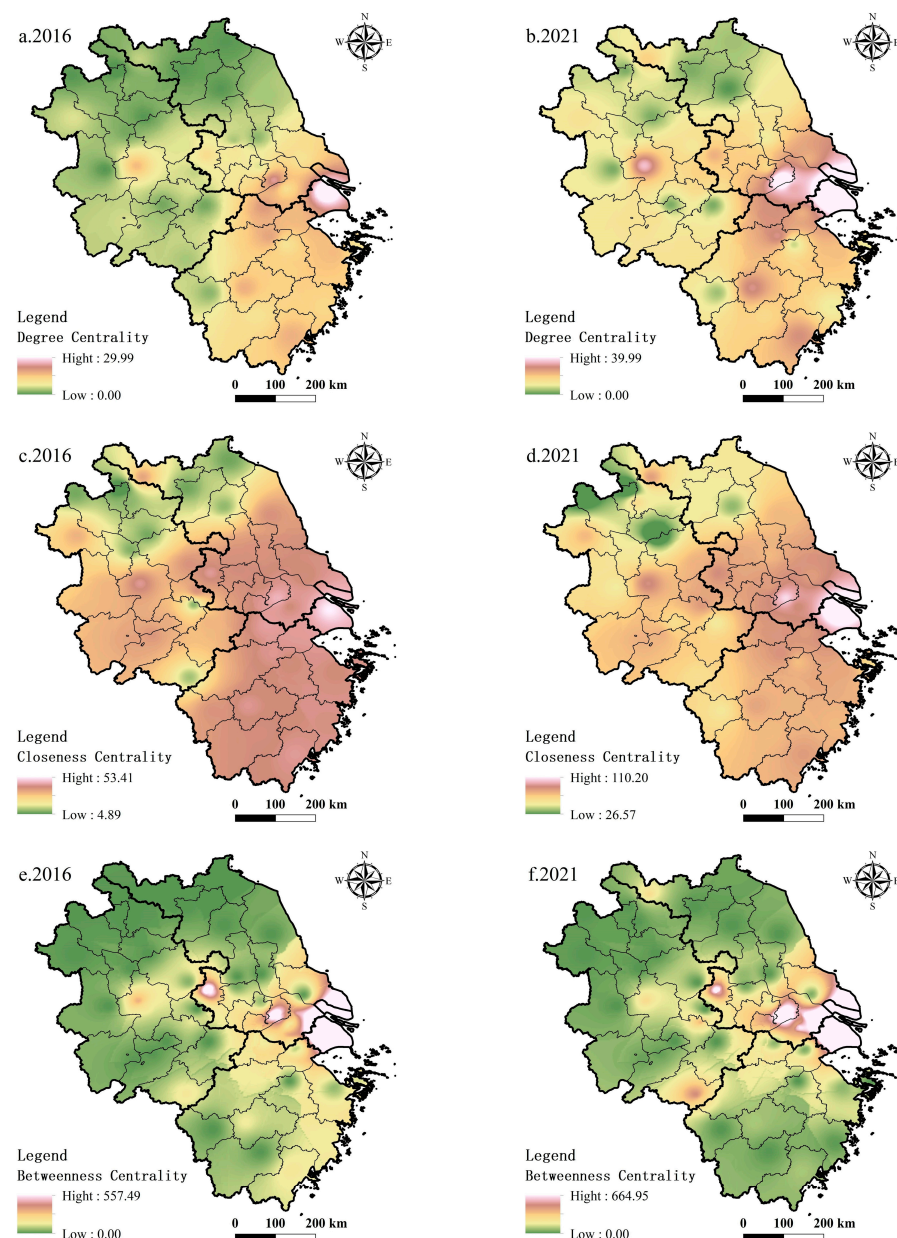 a.2016
N
W E
S
Legend
Degree Centrality
Hight : 29.99
Low : 0.00
0 100 200 km
b.2021
N
W E
S
Legend
Degree Centrality
Hight : 39.99
Low : 0.00
0 100 200 km
c.2016
N
W E
S
Legend
Closeness Centrality
Hight : 53.41
Low : 4.89
0 100 200 km
d.2021
N
W E
S
Legend
Closeness Centrality
Hight : 110.20
Low : 26.57
0 100 200 km
e.2016
N
W E
S
Legend
Betweenness Centrality
Hight : 557.49
Low : 0.00
0 100 200 km
f.2021
N
W E
S
Legend
Betweenness Centrality
Hight : 664.95
Low : 0.00
0 100 200 km